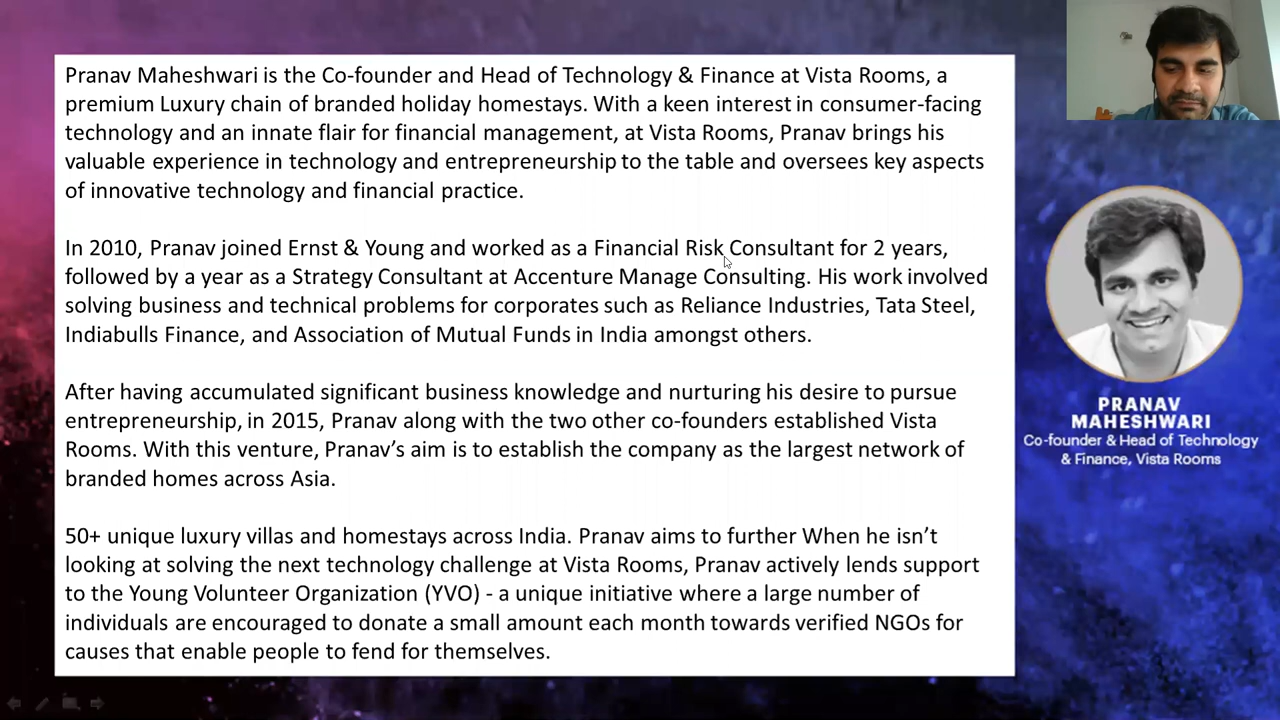 Pranav Maheshwari is the Co-founder and Head of Technology & Finance at Vista Rooms, a
premium Luxury chain of branded holiday homestays. With a keen interest in consumer-facing
technology and an innate flair for financial management, at Vista Rooms, Pranav brings his
valuable experience in technology and entrepreneurship to the table and oversees key aspects
of innovative technology and financial practice.
In 2010, Pranav joined Ernst & Young and worked as a Financial Risk Consultant for 2 years,
followed by a year as a Strategy Consultant at Accenture Manage Consulting. His work involved
solving business and technical problems for corporates such as Reliance Industries, Tata Steel,
Indiabulls Finance, and Association of Mutual Funds in India amongst others.
After having accumulated significant business knowledge and nurturing his desire to pursue
entrepreneurship, in 2015, Pranav along with the two other co-founders established Vista
Rooms. With this venture, Pranav’s aim is to establish the company as the largest network of
branded homes across Asia.
50+ unique luxury villas and homestays across India. Pranav aims to further When he isn’t
looking at solving the next technology challenge at Vista Rooms, Pranav actively lends support
to the Young Volunteer Organization (YVO) - a unique initiative where a large number of
individuals are encouraged to donate a small amount each month towards verified NGOs for
causes that enable people to fend for themselves.
PRANAV
MAHESHWARI
Co-founder & Head of Technology
& Finance, Vista Rooms